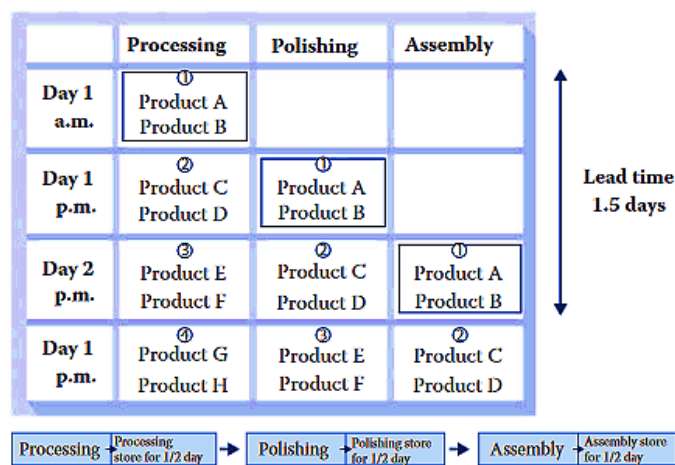 Processing Polishing Assembly
Day 1
a.m.
①
Product A
Product B
Day 1
p.m.
②
Product C
Product D
①
Product A
Product B
Day 2
p.m.
③
Product E
Product F
②
Product C
Product D
①
Product A
Product B
Day 1
p.m.
④
Product G
Product H
③
Product E
Product F
②
Product C
Product D
Lead time
1.5 days
Processing
Processing
store for 1/2 day
Polishing
Polishing store
for 1/2 day
Assembly
Assembly store
for 1/2 day